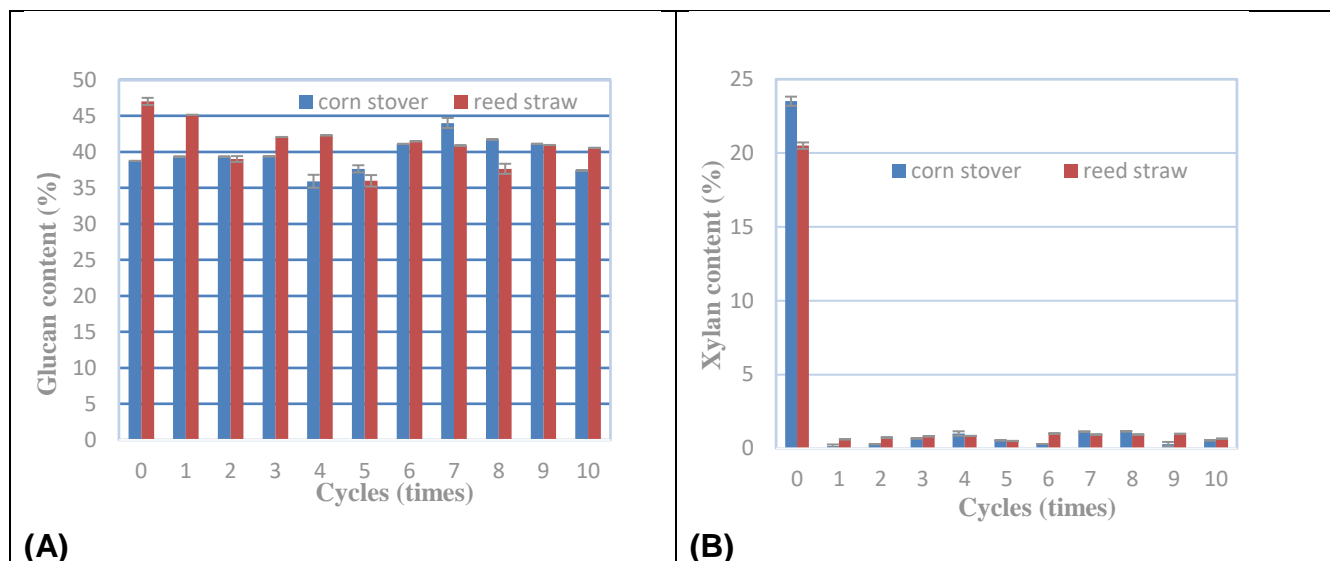 50
45
40
35
30
25
20
15
10
5
0
Glucan content (%)
corn stover reed straw
0 1 2 3 4 5 6 7 8 9 10
Cycles (times)
(A)
25
20
15
10
5
0
Xylan content (%)
corn stover reed straw
0 1 2 3 4 5 6 7 8 9 10
Cycles (times)
(B)